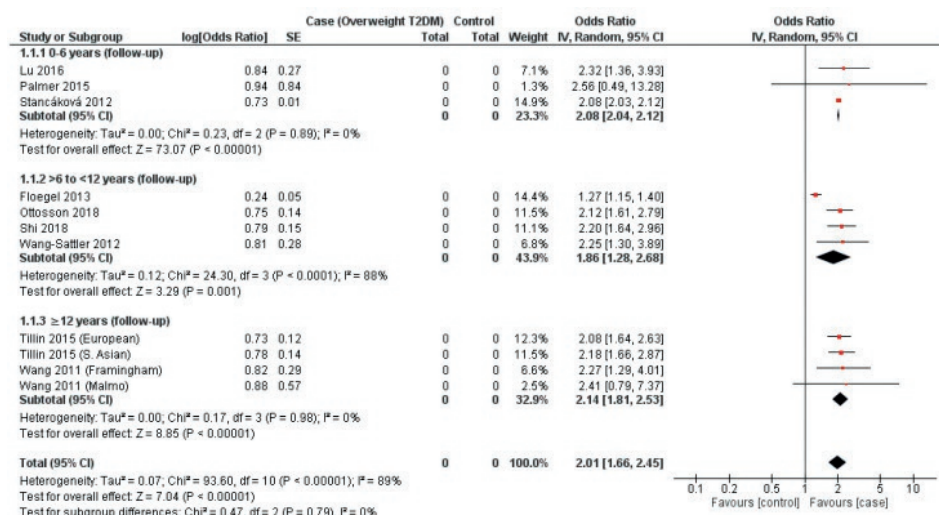 Case (Overweight T2DM) Control Odds Ratio Odds Ratio
Study or Subgroup log[Odds Ratio] SE Total Total Weight IV, Random, 95% CI IV, Random, 95% CI
1.1.1 0-6 years (follow-up)
Lu 2016 0.84 0.27 0 0 7.1% 2.32 [1.36, 3.93]
Palmer 2015 0.94 0.84 0 0 1.3% 2.56 [0.49, 13.28]
Stancáková 2012 0.73 0.01 0 0 14.9% 2.08 [2.03, 2.12]
Subtotal (95% CI) 0 0 23.3% 2.08 [2.04, 2.12]
Heterogeneity: Tau² = 0.00; Chi² = 0.23, df = 2 (P = 0.89); I² = 0%
Test for overall effect: Z = 73.07 (P < 0.00001)
1.1.2 >6 to <12 years (follow-up)
Floegel 2013 0.24 0.05 0 0 14.4% 1.27 [1.15, 1.40]
Ottosson 2018 0.75 0.14 0 0 11.5% 2.12 [1.61, 2.79]
Shi 2018 0.79 0.15 0 0 11.1% 2.20 [1.64, 2.96]
Wang-Sattler 2012 0.81 0.28 0 0 6.8% 2.25 [1.30, 3.89]
Subtotal (95% CI) 0 0 43.9% 1.86 [1.28, 2.68]
Heterogeneity: Tau² = 0.12; Chi² = 24.30, df = 3 (P < 0.0001); I² = 88%
Test for overall effect: Z = 3.29 (P = 0.001)
1.1.3 ≥12 years (follow-up)
Tillin 2015 (European) 0.73 0.12 0 0 12.3% 2.08 [1.64, 2.63]
Tillin 2015 (S. Asian) 0.78 0.14 0 0 11.5% 2.18 [1.66, 2.87]
Wang 2011 (Framingham) 0.82 0.29 0 0 6.6% 2.27 [1.29, 4.01]
Wang 2011 (Malmo) 0.88 0.57 0 0 2.5% 2.41 [0.79, 7.37]
Subtotal (95% CI) 0 0 32.9% 2.14 [1.81, 2.53]
Heterogeneity: Tau² = 0.00; Chi² = 0.17, df = 3 (P = 0.98); I² = 0%
Test for overall effect: Z = 8.85 (P < 0.00001)
Total (95% CI) 0 0 100.0% 2.01 [1.66, 2.45]
Heterogeneity: Tau² = 0.07; Chi² = 93.60, df = 10 (P < 0.00001); I² = 89%
Test for overall effect: Z = 7.04 (P < 0.00001)
Test for subgroup differences: Chi² = 0.47, df = 2 (P = 0.79), I² = 0%
0.1 0.2 0.5 1 2 5 10
Favours [control] Favours [case]